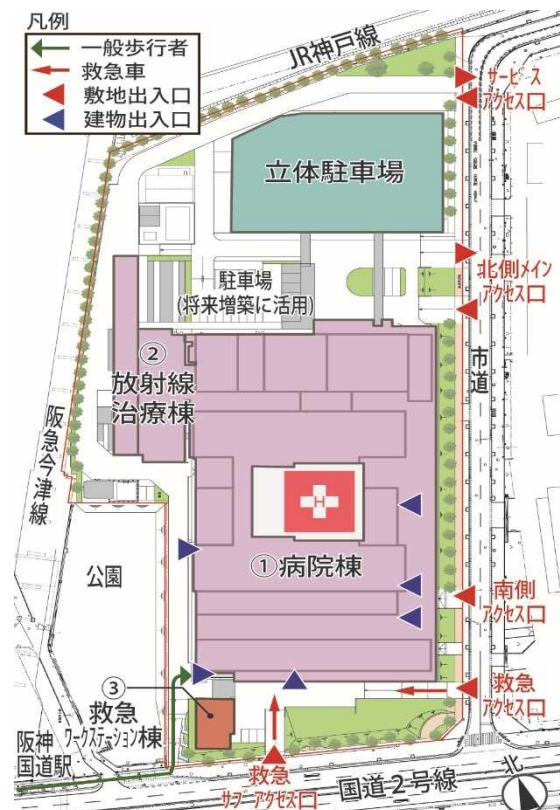 凡例
一般歩行者
救急車
敷地出入口
建物出入口
JR神戸線
サービス
アクセス口
立体駐車場
北側メイン
アクセス口
駐車場
(将来増築に活用)
②
放射線
治療棟
市道
阪急今津線
H
①病院棟
公園
南側
アクセス口
③
救急
ワークステーション棟
救急
アクセス口
阪神
国道駅
救急
サブ アクセス口
国道2号線
北